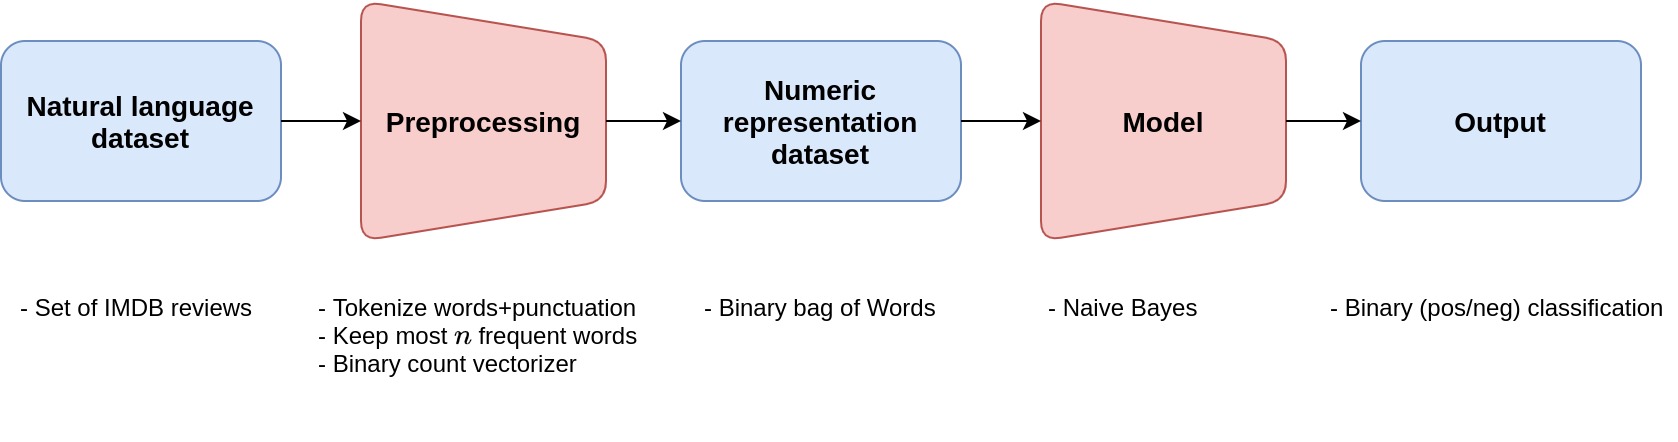 Natural language
dataset
Preprocessing
Numeric
representation
dataset
Model
Output
- Set of IMDB reviews
- Tokenize words+punctuation
- Keep most n frequent words
- Binary count vectorizer
- Binary bag of Words
- Naive Bayes
- Binary (pos/neg) classification